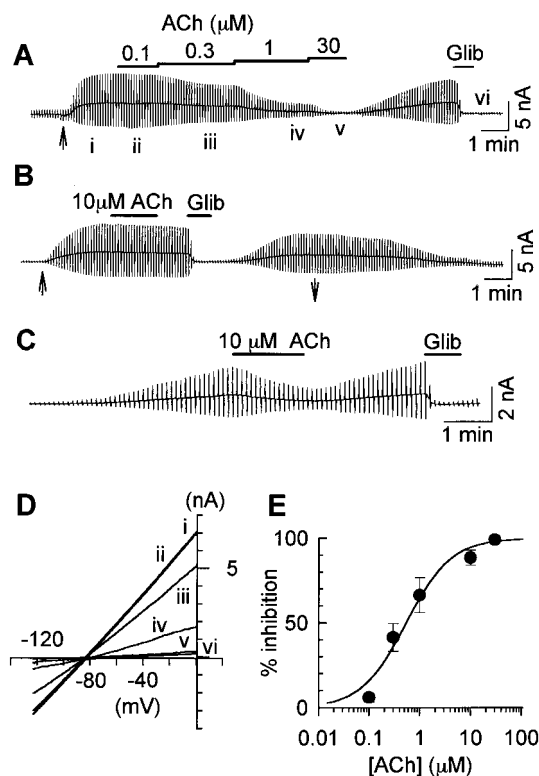 ACh (μM)
A
0.1 0.3 1 30
Glib
i ii iii iv v vi
1 min
5 nA
B
10μM ACh Glib
1 min
5 nA
C
10 μM ACh Glib
1 min
2 nA
D
(nA)
i
ii
5
iii
iv
-120
v
vi
-80 -40
(mV)
E
% inhibition
100
50
0
0.01 0.1 1 10 100
[ACh] (μM)